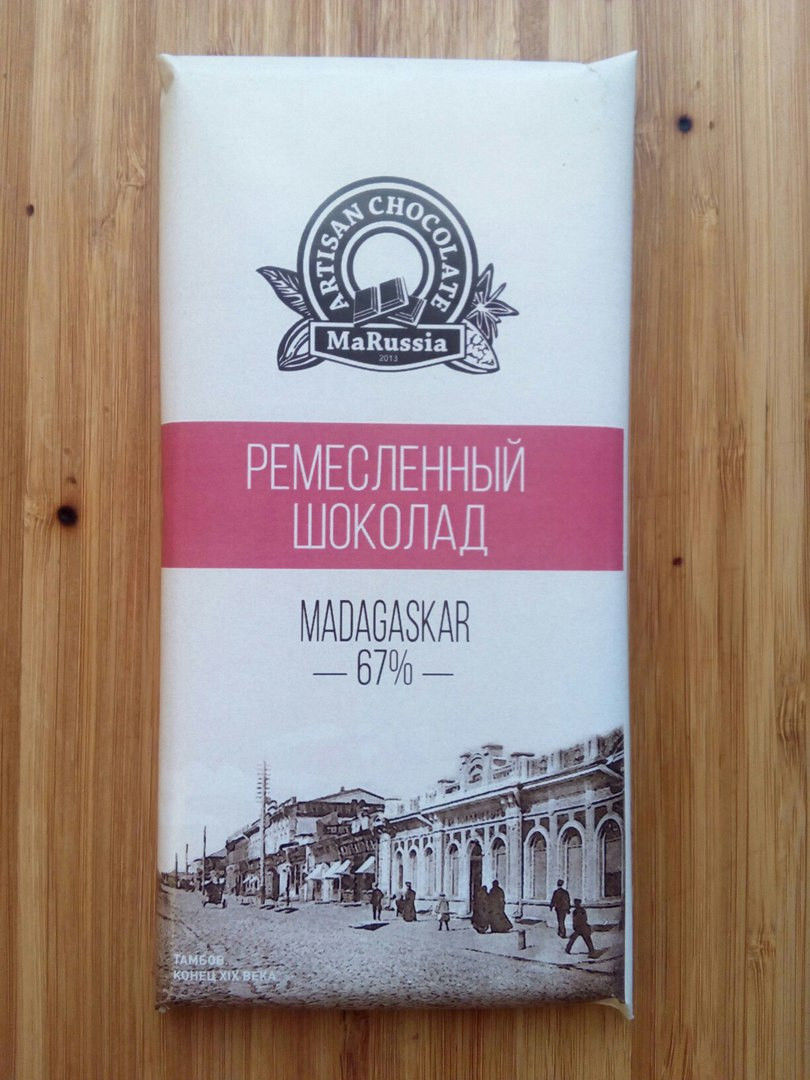 ARTISAN CHOCOLATE
MaRussia
2013
РЕМЕСЛЕННЫЙ
ШОКОЛАД
MADAGASKAR
— 67% —
ТАМБОВ.
КОНЕЦ XIX ВЕКА